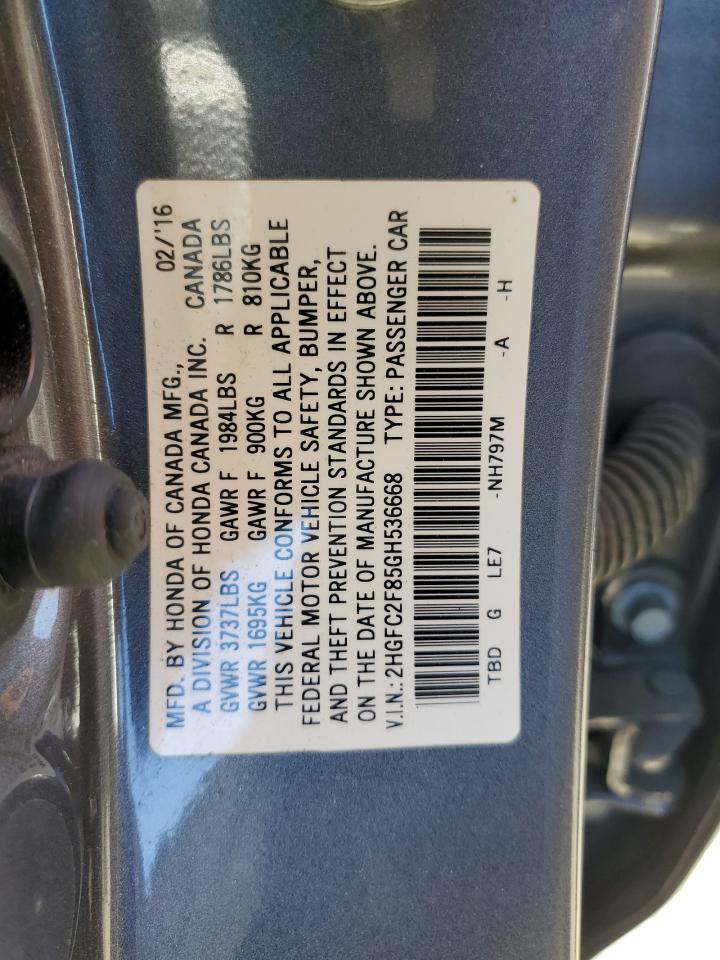 MFD. BY HONDA OF CANADA MFG., 02/'16
A DIVISION OF HONDA CANADA INC. CANADA
GVWR 3737LBS GAWR F 1984LBS R 1786LBS
GVWR 1695KG GAWR F 900KG R 810KG
THIS VEHICLE CONFORMS TO ALL APPLICABLE
FEDERAL MOTOR VEHICLE SAFETY, BUMPER,
AND THEFT PREVENTION STANDARDS IN EFFECT
ON THE DATE OF MANUFACTURE SHOWN ABOVE.
V.I.N.: 2HGFC2F85GH536668 TYPE: PASSENGER CAR
TBD G LE7 -NH797M -A -H